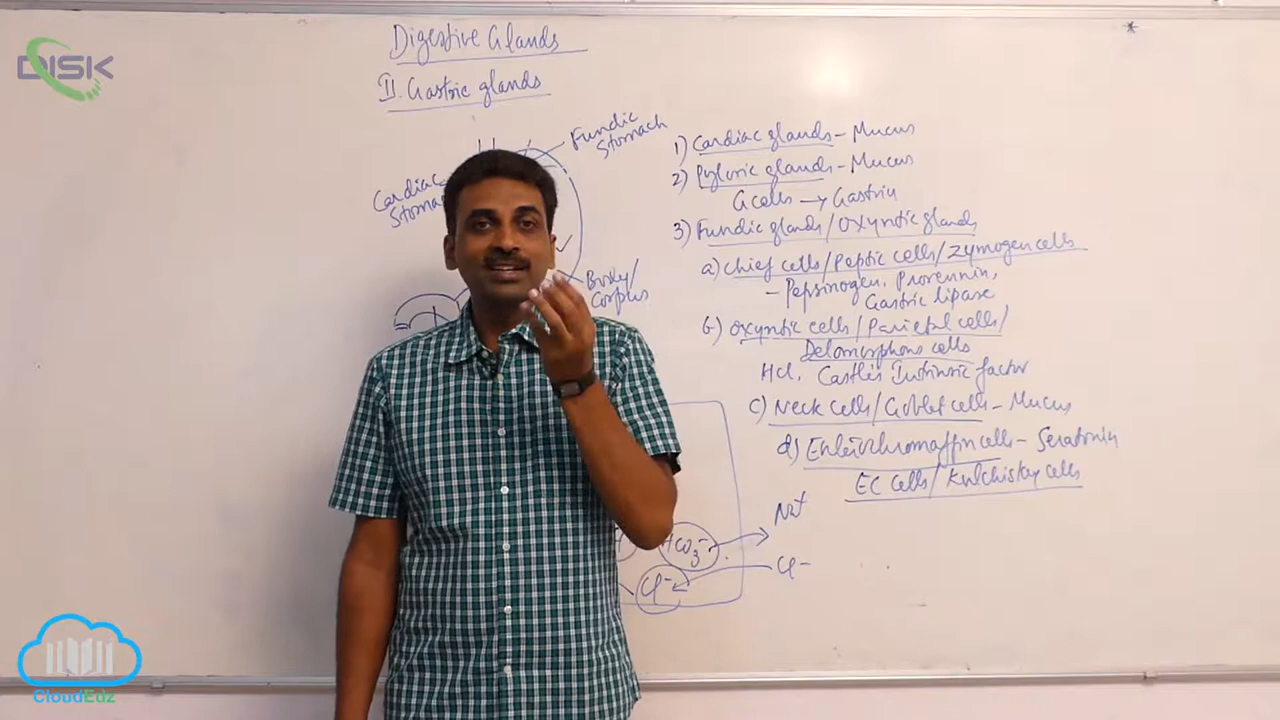 DISK
Digestive Glands
II. Gastric glands
Fundic
Stomach
Cardiac
Stoma
Body/
Corpus
1) Cardiac glands - Mucus
2) Pyloric glands - Mucus
G cells → Gastrin
3) Fundic glands/Oxyntic glands
a) Chief cells/Peptic cells/Zymogen cells
- Pepsinogen, Prorennin,
Gastric lipase
b) Oxyntic cells/Parietal cells/
Delomorphous cells
HCl, Castle's Intrinsic factor
c) Neck cells/Goblet cells - Mucus
d) Enterochromaffin cells - Seratonin
EC Cells/Kulchisky cells
Na+
HCO3-
Cl-
Cl-
CloudEdz